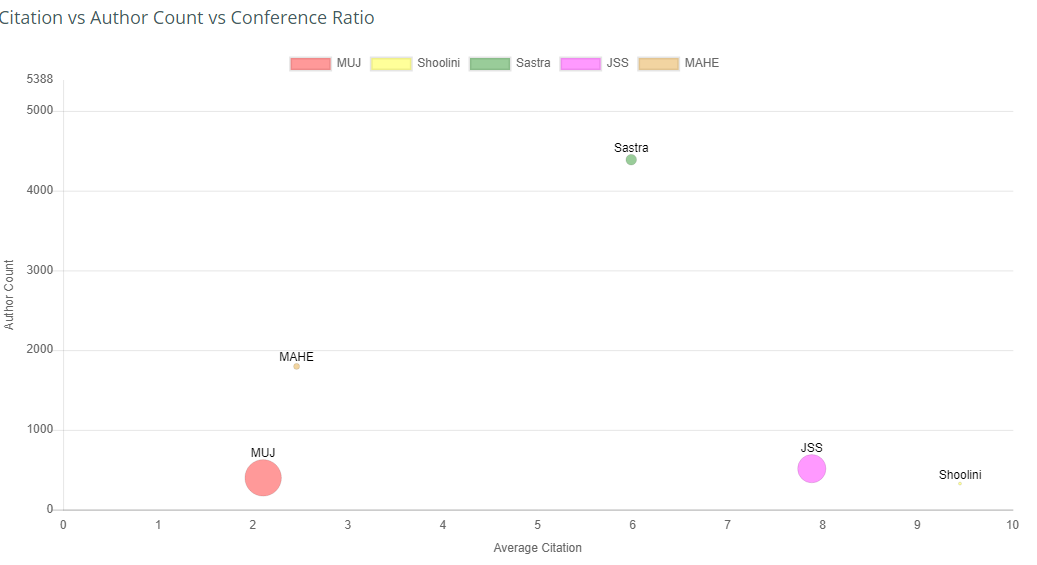 Citation vs Author Count vs Conference Ratio
MUJ Shoolini Sastra JSS MAHE
5388
5000
Sastra
4000
3000
Author Count
2000
MAHE
1000
MUJ
JSS
Shoolini
0
0 1 2 3 4 5 6 7 8 9 10
Average Citation